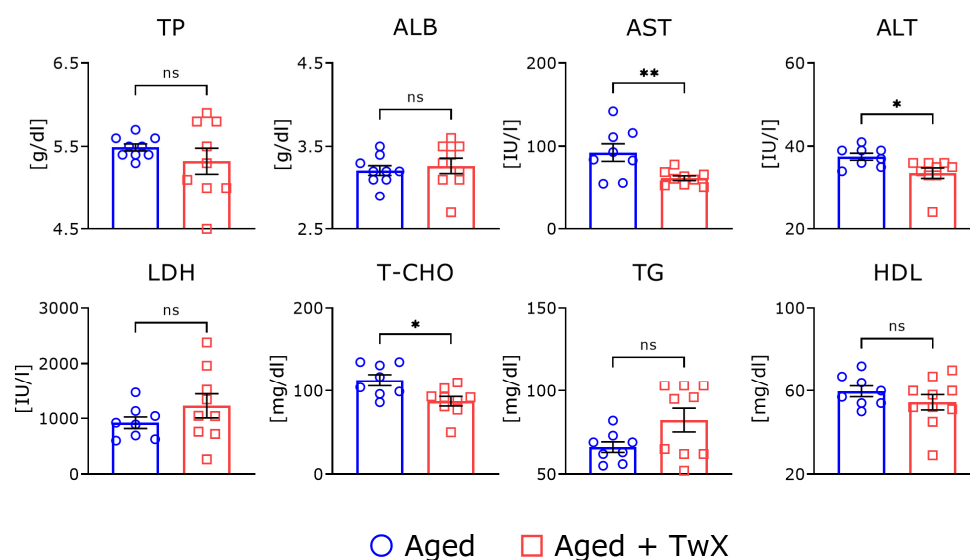 TP
ALB
AST
ALT
6.5
5.5
4.5
[g/dl]
ns
4.5
3.5
2.5
[g/dl]
ns
200
100
0
[IU/l]
**
60
40
20
[IU/l]
*
LDH
T-CHO
TG
HDL
3000
2000
1000
0
[IU/l]
ns
200
100
0
[mg/dl]
*
150
100
50
[mg/dl]
ns
100
60
20
[mg/dl]
ns
Aged
Aged + TwX